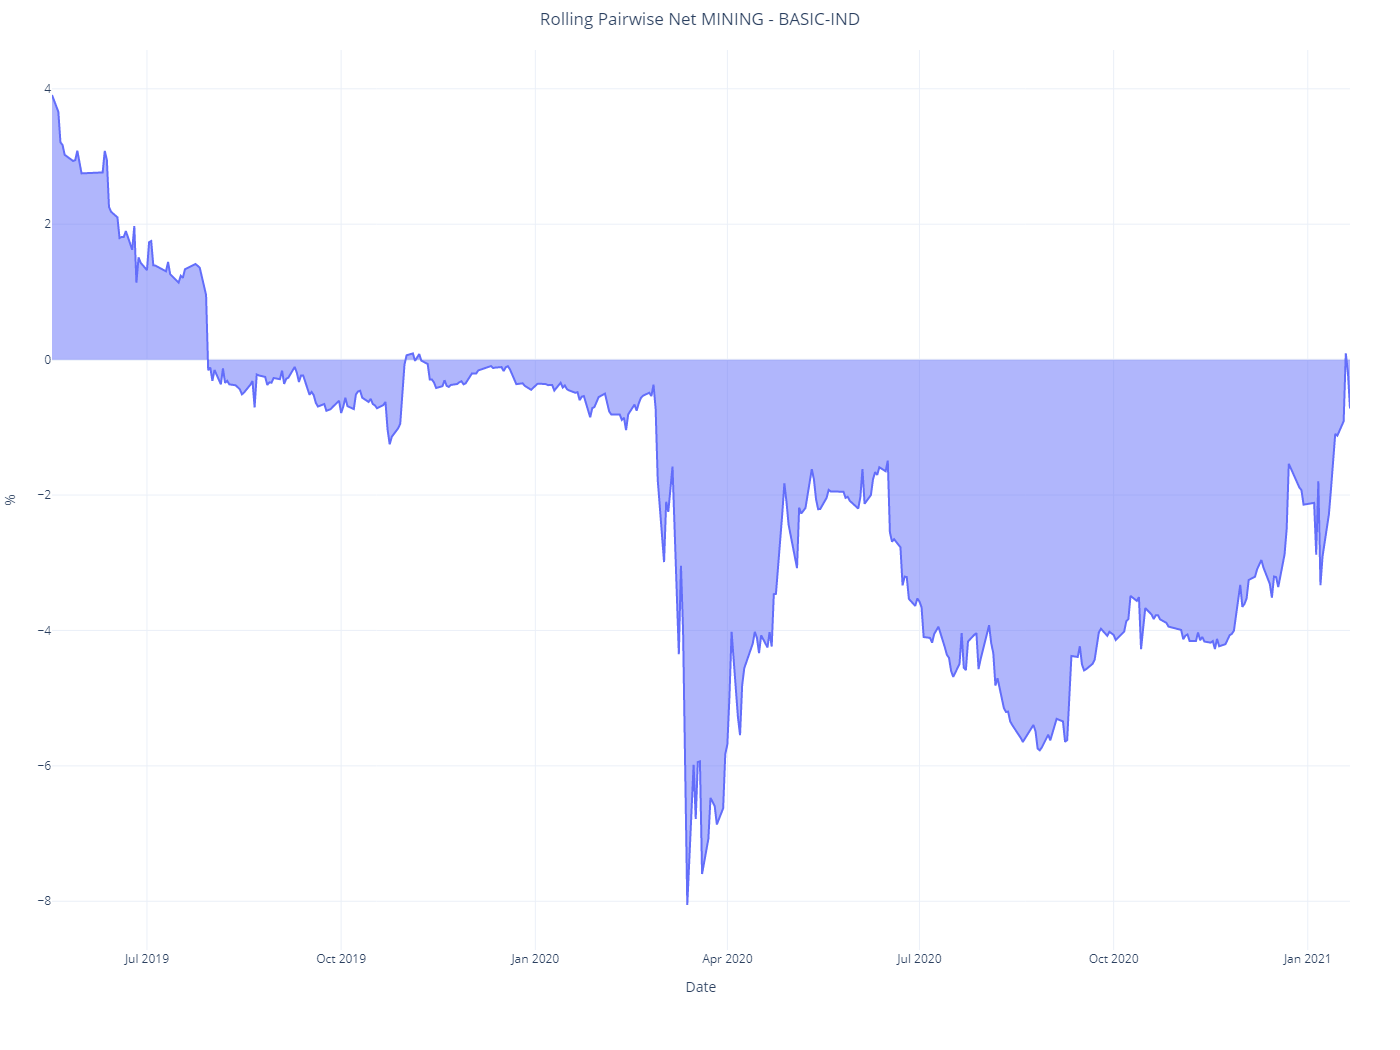 Rolling Pairwise Net MINING - BASIC-IND
4
2
0
−2
−4
−6
−8
%
Jul 2019
Oct 2019
Jan 2020
Apr 2020
Jul 2020
Oct 2020
Jan 2021
Date